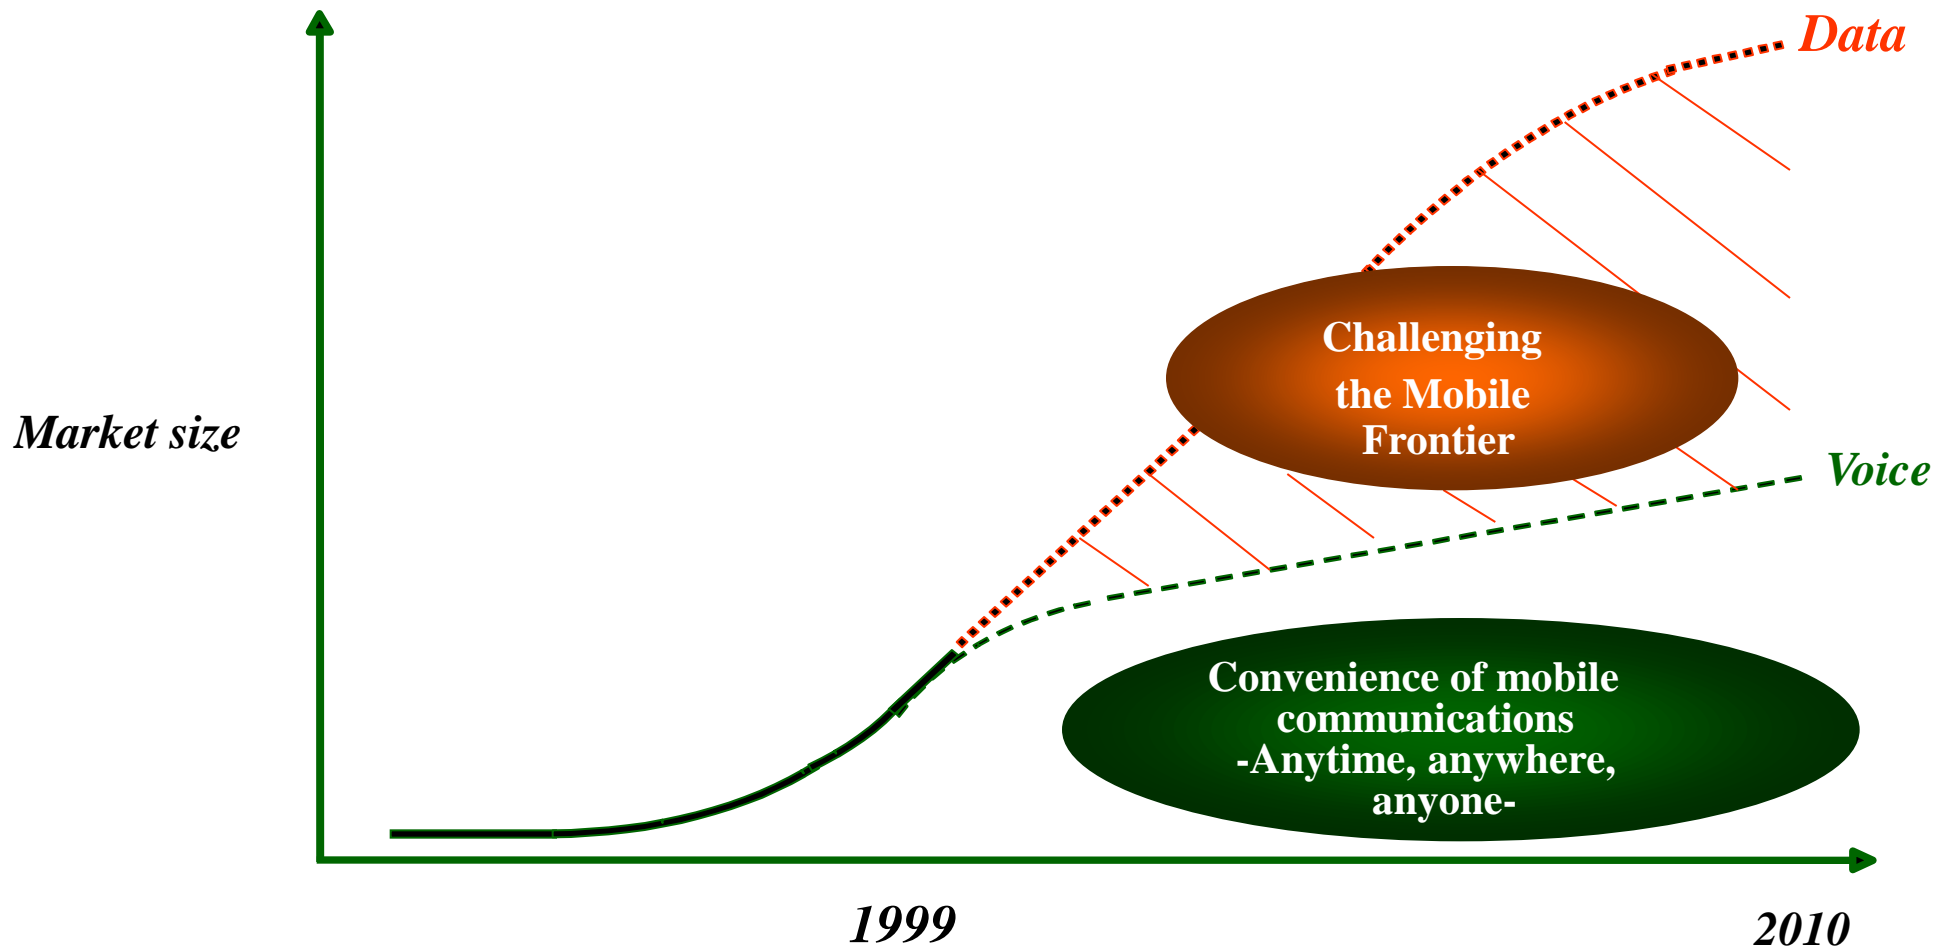 Data
Challenging
the Mobile
Frontier
Market size
Voice
Convenience of mobile
communications
-Anytime, anywhere,
anyone-
1999
2010